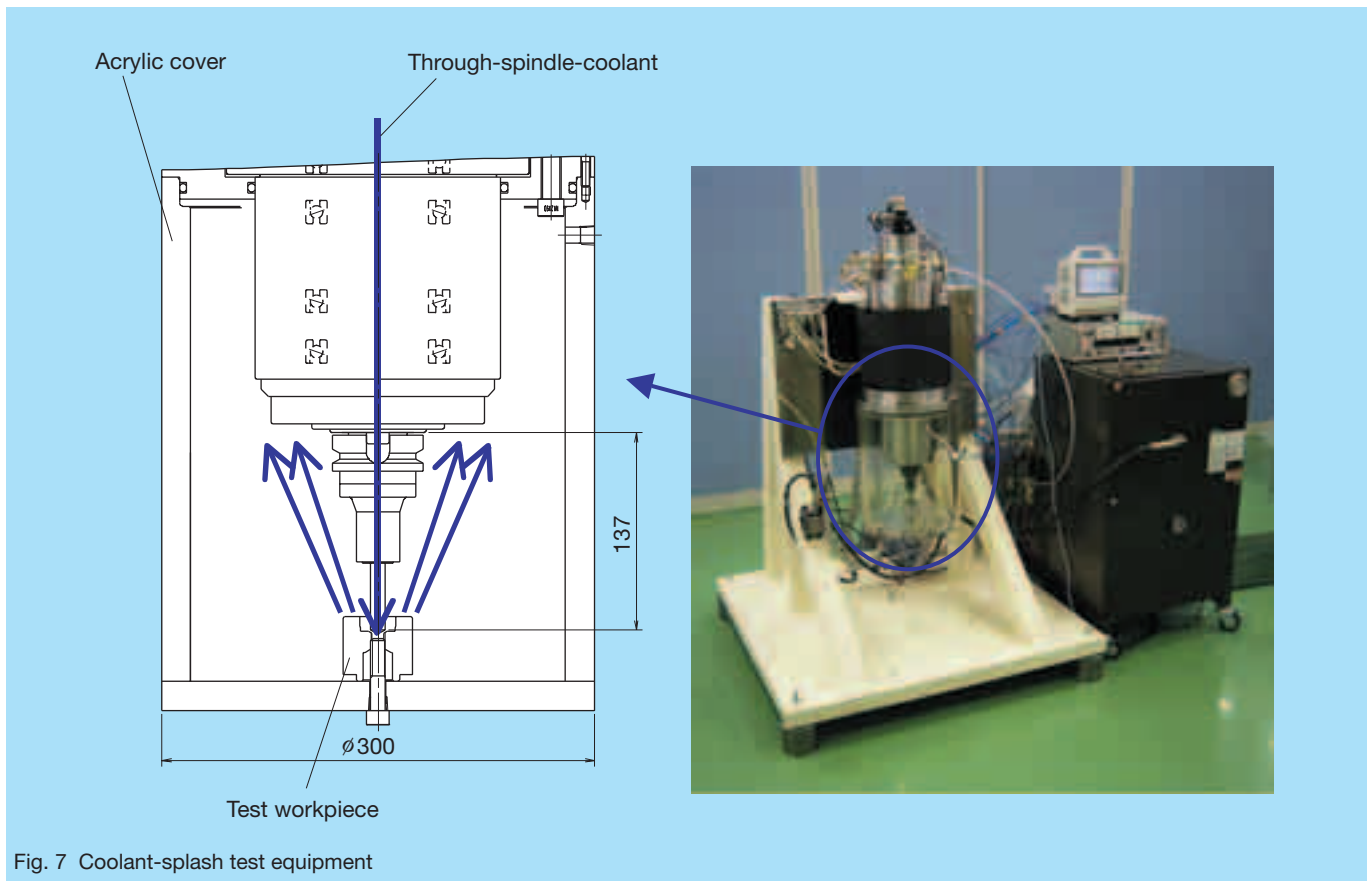 Acrylic cover
Through-spindle-coolant
137
ø300
Test workpiece
Fig. 7 Coolant-splash test equipment